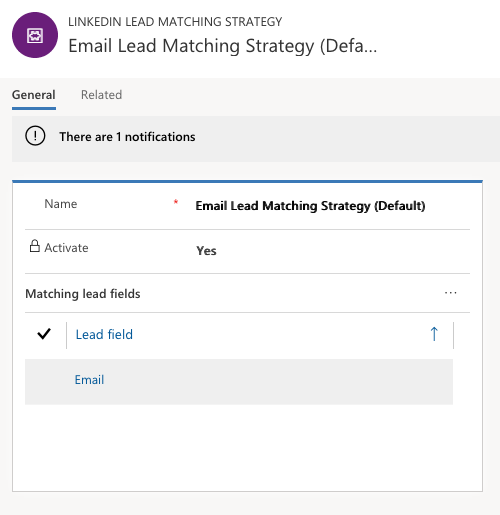 LINKEDIN LEAD MATCHING STRATEGY
Email Lead Matching Strategy (Defa...
General Related
There are 1 notifications
Name * Email Lead Matching Strategy (Default)
Activate Yes
Matching lead fields ...
Lead field ↑
Email